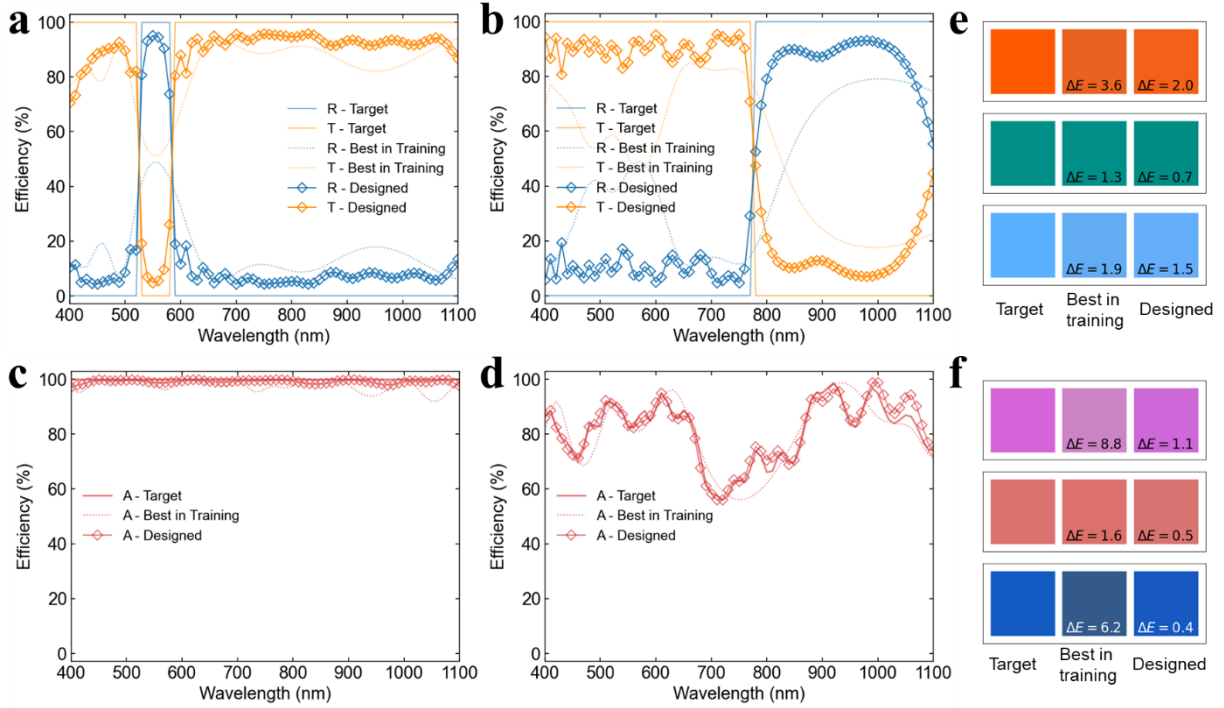 a
100
80
60
40
20
0
Efficiency (%)
R - Target
T - Target
R - Best in Training
T - Best in Training
R - Designed
T - Designed
400 500 600 700 800 900 1000 1100
Wavelength (nm)
b
100
80
60
40
20
0
Efficiency (%)
R - Target
T - Target
R - Best in Training
T - Best in Training
R - Designed
T - Designed
400 500 600 700 800 900 1000 1100
Wavelength (nm)
e
ΔE = 3.6 ΔE = 2.0
ΔE = 1.3 ΔE = 0.7
ΔE = 1.9 ΔE = 1.5
Target Best in Designed
training
c
100
80
60
40
20
0
Efficiency (%)
A - Target
A - Best in Training
A - Designed
400 500 600 700 800 900 1000 1100
Wavelength (nm)
d
100
80
60
40
20
0
Efficiency (%)
A - Target
A - Best in Training
A - Designed
400 500 600 700 800 900 1000 1100
Wavelength (nm)
f
ΔE = 8.8 ΔE = 1.1
ΔE = 1.6 ΔE = 0.5
ΔE = 6.2 ΔE = 0.4
Target Best in Designed
training